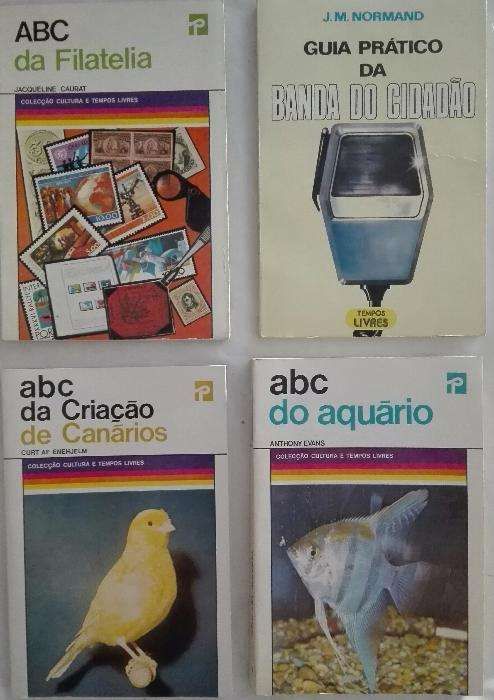 ABC
da Filatelia
JACQUELINE CAURAT
COLECÇÃO CULTURA E TEMPOS LIVRES
10.00
J. M. NORMAND
GUIA PRÁTICO
DA
BANDA DO CIDADÃO
TEMPOS
LIVRES
abc
da Criação
de Canários
CURT AF ENEHJELM
COLECÇÃO CULTURA E TEMPOS LIVRES
abc
do aquário
ANTHONY EVANS
COLECÇÃO CULTURA E TEMPOS LIVRES